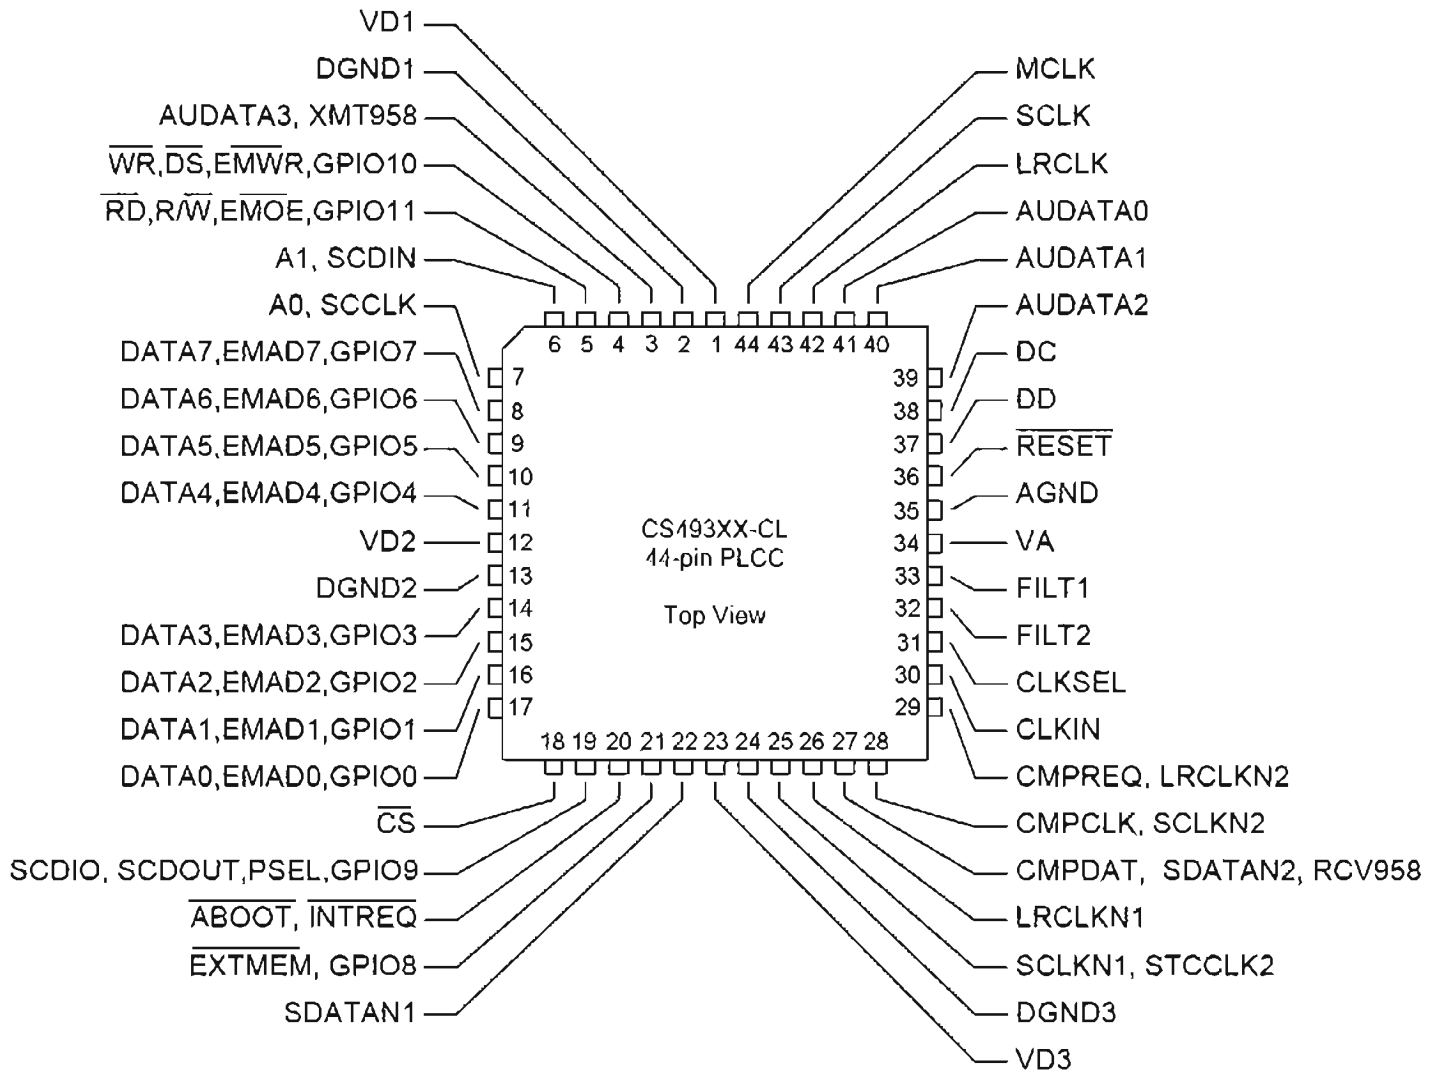 VD1
DGND1
AUDATA3, XMT958
WR,DS,EMWR,GPIO10
RD,R/W,EMOE,GPIO11
A1, SCDIN
A0, SCCLK
DATA7,EMAD7,GPIO7
DATA6,EMAD6,GPIO6
DATA5,EMAD5,GPIO5
DATA4,EMAD4,GPIO4
VD2
DGND2
DATA3,EMAD3,GPIO3
DATA2,EMAD2,GPIO2
DATA1,EMAD1,GPIO1
DATA0,EMAD0,GPIO0
CS
SCDIO, SCDOUT,PSEL,GPIO9
ABOOT, INTREQ
EXTMEM, GPIO8
SDATAN1
6 5 4 3 2 1 44 43 42 41 40
7
8
9
10
11
12
13
14
15
16
17
CS493XX-CL
44-pin PLCC
Top View
39
38
37
36
35
34
33
32
31
30
29
18 19 20 21 22 23 24 25 26 27 28
MCLK
SCLK
LRCLK
AUDATA0
AUDATA1
AUDATA2
DC
DD
RESET
AGND
VA
FILT1
FILT2
CLKSEL
CLKIN
CMPREQ, LRCLKN2
CMPCLK, SCLKN2
CMPDAT, SDATAN2, RCV958
LRCLKN1
SCLKN1, STCCLK2
DGND3
VD3